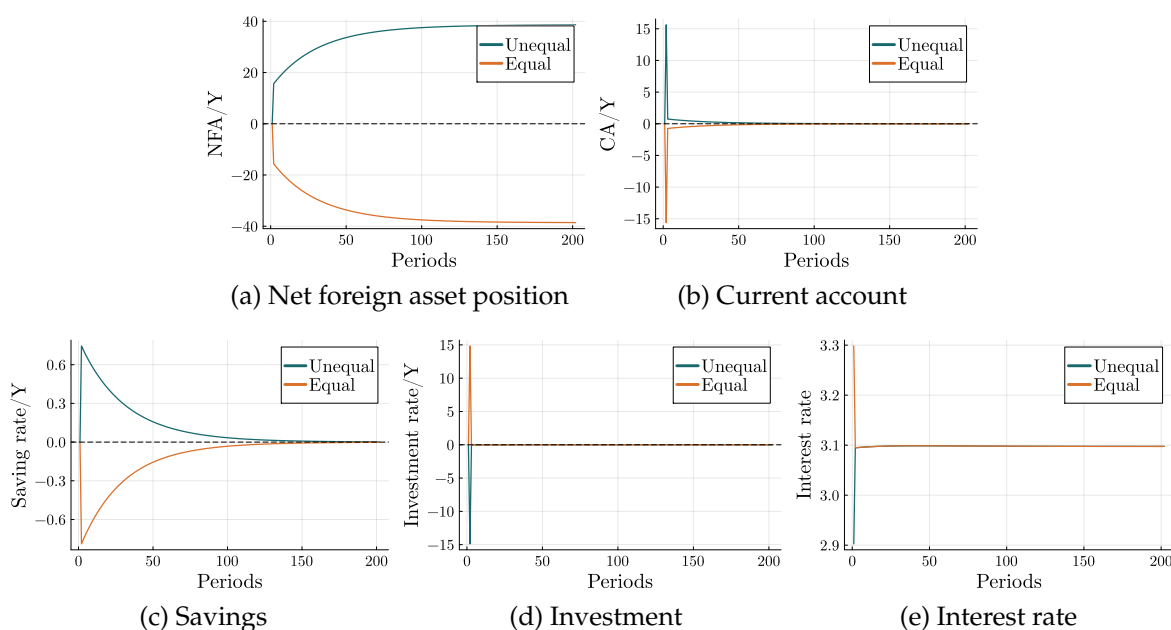 40
20
0
−20
−40
0
50
100
150
200
NFA/Y
Periods
Unequal
Equal
(a) Net foreign asset position
15
10
5
0
−5
−10
−15
0
50
100
150
200
CA/Y
Periods
Unequal
Equal
(b) Current account
0.6
0.3
0.0
−0.3
−0.6
0
50
100
150
200
Saving rate/Y
Periods
Unequal
Equal
(c) Savings
15
10
5
0
−5
−10
−15
0
50
100
150
200
Investment rate/Y
Periods
Unequal
Equal
(d) Investment
3.3
3.2
3.1
3.0
2.9
0
50
100
150
200
Interest rate
Periods
Unequal
Equal
(e) Interest rate